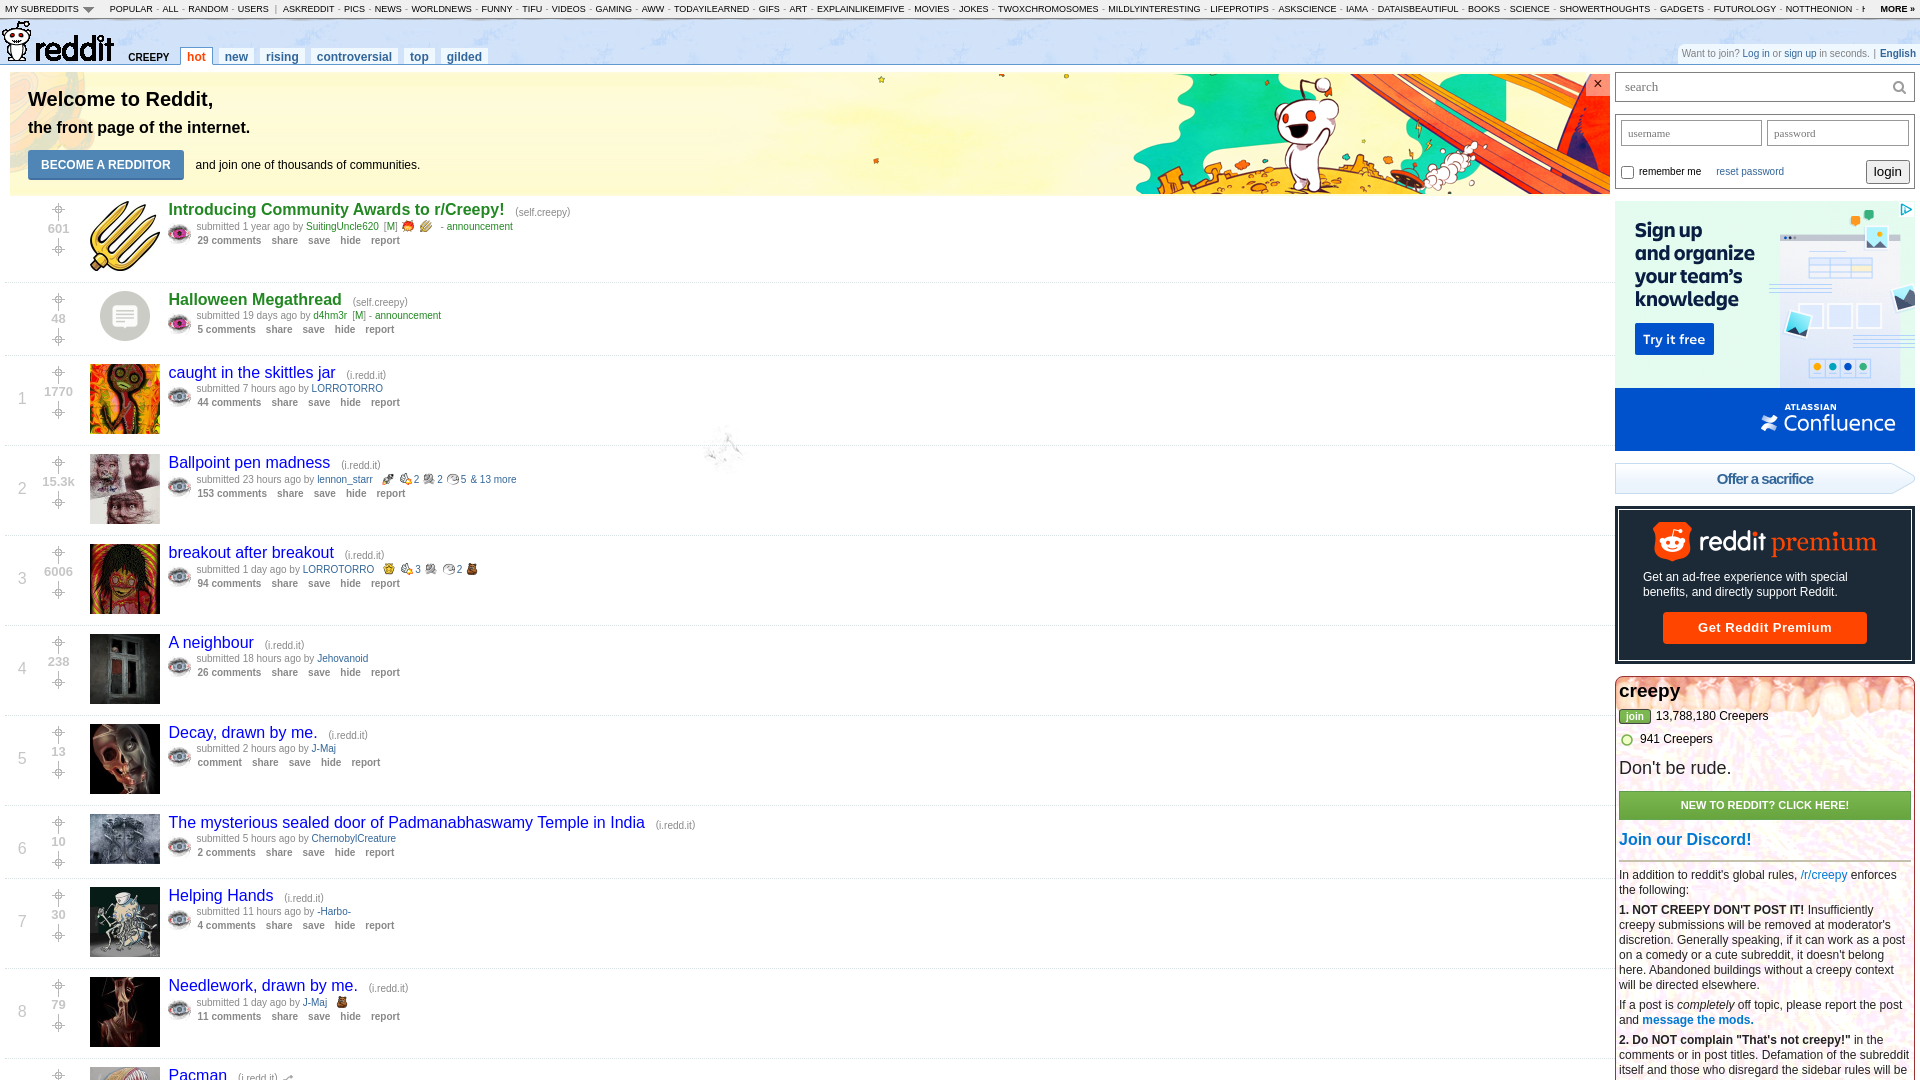 MY SUBREDDITS POPULAR - ALL - RANDOM - USERS | ASKREDDIT - PICS - NEWS - WORLDNEWS - FUNNY - TIFU - VIDEOS - GAMING - AWW - TODAYILEARNED - GIFS - ART - EXPLAINLIKEIMFIVE - MOVIES - JOKES - TWOXCHROMOSOMES - MILDLYINTERESTING - LIFEPROTIPS - ASKSCIENCE - IAMA - DATAISBEAUTIFUL - BOOKS - SCIENCE - SHOWERTHOUGHTS - GADGETS - FUTUROLOGY - NOTTHEONION - MORE »
reddit CREEPY hot new rising controversial top gilded
Want to join? Log in or sign up in seconds. | English
Welcome to Reddit,
the front page of the internet.
BECOME A REDDITOR and join one of thousands of communities.
×
601
Introducing Community Awards to r/Creepy! (self.creepy)
submitted 1 year ago by SuitingUncle620 [M] - announcement
29 comments share save hide report
48
Halloween Megathread (self.creepy)
submitted 19 days ago by d4hm3r [M] - announcement
5 comments share save hide report
1
1770
caught in the skittles jar (i.redd.it)
submitted 7 hours ago by LORROTORRO
44 comments share save hide report
2
15.3k
Ballpoint pen madness (i.redd.it)
submitted 23 hours ago by lennon_starr 2 2 5 & 13 more
153 comments share save hide report
3
6006
breakout after breakout (i.redd.it)
submitted 1 day ago by LORROTORRO 3 2
94 comments share save hide report
4
238
A neighbour (i.redd.it)
submitted 18 hours ago by Jehovanoid
26 comments share save hide report
5
13
Decay, drawn by me. (i.redd.it)
submitted 2 hours ago by J-Maj
comment share save hide report
6
10
The mysterious sealed door of Padmanabhaswamy Temple in India (i.redd.it)
submitted 5 hours ago by ChernobylCreature
2 comments share save hide report
7
30
Helping Hands (i.redd.it)
submitted 11 hours ago by -Harbo-
4 comments share save hide report
8
79
Needlework, drawn by me. (i.redd.it)
submitted 1 day ago by J-Maj
11 comments share save hide report
Pacman (i.redd.it)
search
username password
remember me reset password login
Sign up
and organize
your team's
knowledge
Try it free
ATLASSIAN
Confluence
Offer a sacrifice
reddit premium
Get an ad-free experience with special
benefits, and directly support Reddit.
Get Reddit Premium
creepy
join 13,788,180 Creepers
941 Creepers
Don't be rude.
NEW TO REDDIT? CLICK HERE!
Join our Discord!
In addition to reddit's global rules, /r/creepy enforces
the following:
1. NOT CREEPY DON'T POST IT! Insufficiently
creepy submissions will be removed at moderator's
discretion. Generally speaking, if it can work as a post
on a comedy or a cute subreddit, it doesn't belong
here. Abandoned buildings without a creepy context
will be directed elsewhere.
If a post is completely off topic, please report the post
and message the mods.
2. Do NOT complain "That's not creepy!" in the
comments or in post titles. Defamation of the subreddit
itself and those who disregard the sidebar rules will be